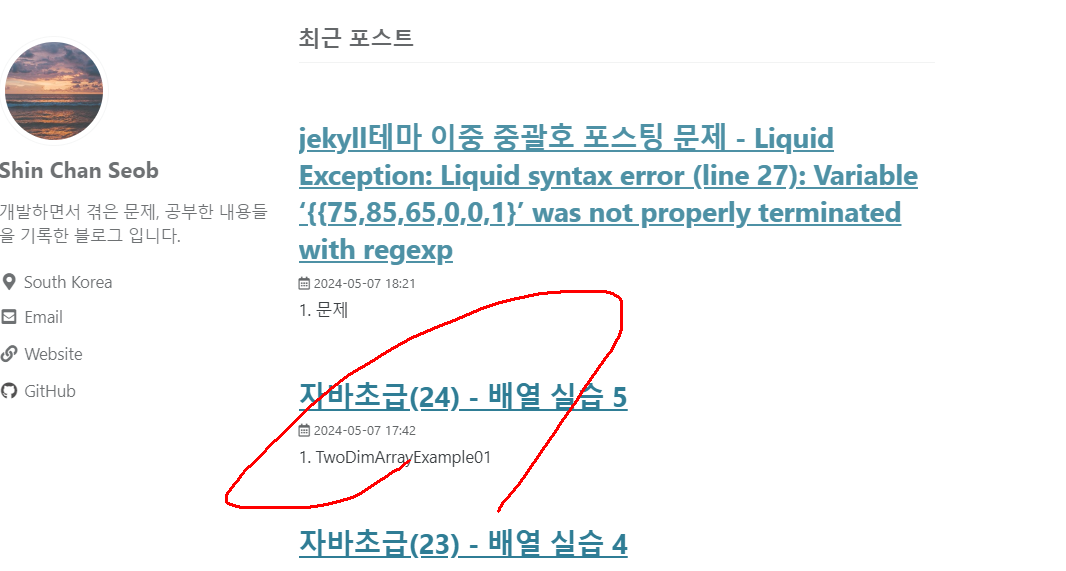 최근 포스트
Shin Chan Seob
개발하면서 겪은 문제, 공부한 내용들
을 기록한 블로그 입니다.
South Korea
Email
Website
GitHub
jekyll테마 이중 중괄호 포스팅 문제 - Liquid
Exception: Liquid syntax error (line 27): Variable
‘{{75,85,65,0,0,1}’ was not properly terminated
with regexp
2024-05-07 18:21
1. 문제
자바초급(24) - 배열 실습 5
2024-05-07 17:42
1. TwoDimArrayExample01
자바초급(23) - 배열 실습 4